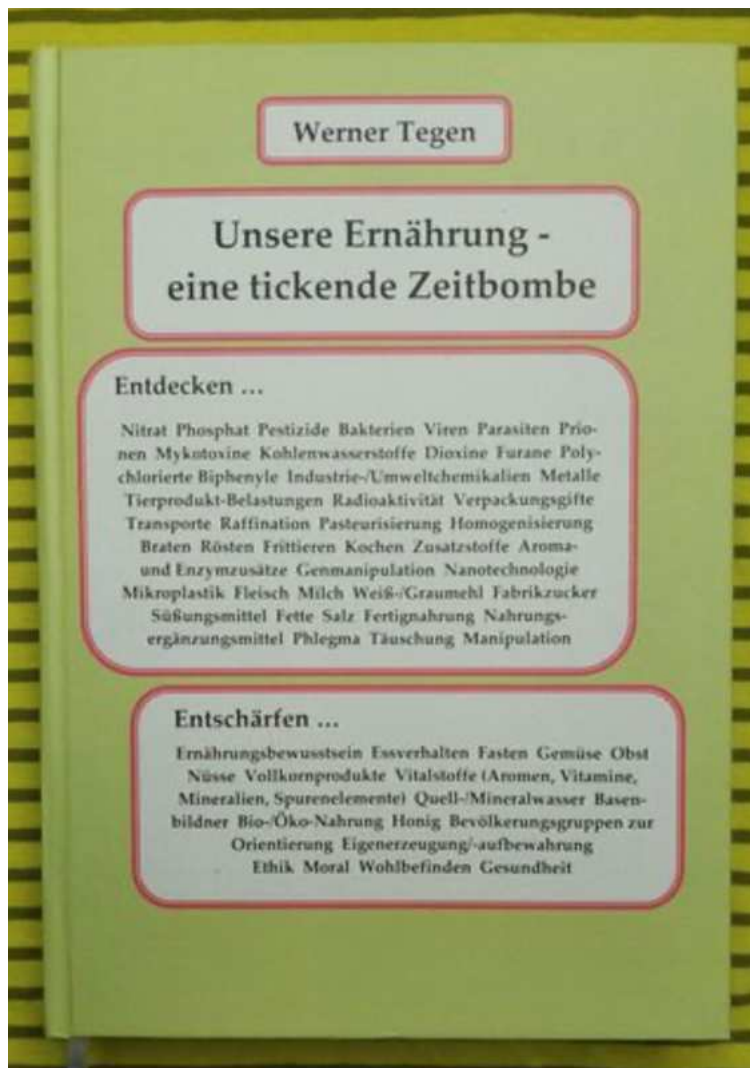 Werner Tegen
Unsere Ernährung -
eine tickende Zeitbombe
Entdecken ...
Nitrat Phosphat Pestizide Bakterien Viren Parasiten Prio-
nen Mykotoxine Kohlenwasserstoffe Dioxine Furane Poly-
chlorierte Biphenyle Industrie-/Umweltchemikalien Metalle
Tierprodukt-Belastungen Radioaktivität Verpackungsgifte
Transporte Raffination Pasteurisierung Homogenisierung
Braten Rösten Frittieren Kochen Zusatzstoffe Aroma-
und Enzymzusätze Genmanipulation Nanotechnologie
Mikroplastik Fleisch Milch Weiß-/Graumehl Fabrikzucker
Süßungsmittel Fette Salz Fertignahrung Nahrungs-
ergänzungsmittel Phlegma Täuschung Manipulation
Entschärfen ...
Ernährungsbewusstsein Essverhalten Fasten Gemüse Obst
Nüsse Vollkornprodukte Vitalstoffe (Aromen, Vitamine,
Mineralien, Spurenelemente) Quell-/Mineralwasser Basen-
bildner Bio-/Öko-Nahrung Honig Bevölkerungsgruppen zur
Orientierung Eigenerzeugung/-aufbewahrung
Ethik Moral Wohlbefinden Gesundheit